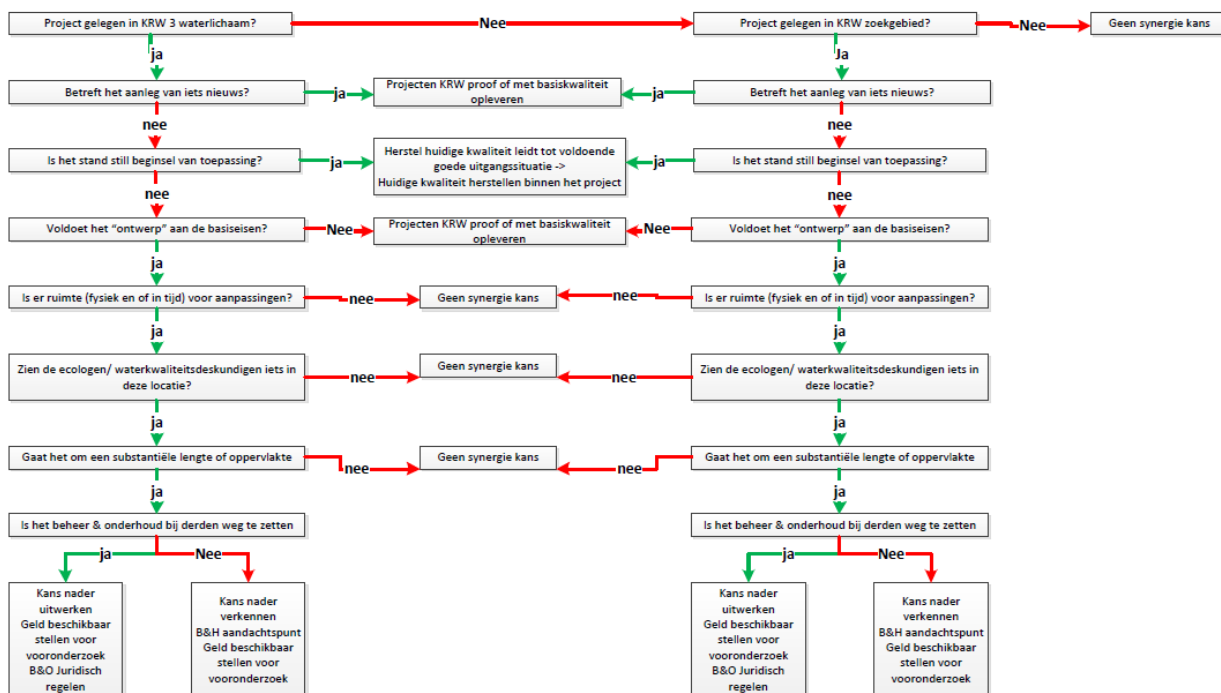 Project gelegen in KRW 3 waterlichaam?
Nee
Project gelegen in KRW zoekgebied?
Nee
Geen synergie kans
ja
Ja
Betreft het aanleg van iets nieuws?
ja
Projecten KRW proof of met basiskwaliteit
opleveren
ja
Betreft het aanleg van iets nieuws?
nee
nee
Is het stand still beginsel van toepassing?
ja
Herstel huidige kwaliteit leidt tot voldoende
goede uitgangssituatie ->
Huidige kwaliteit herstellen binnen het project
ja
Is het stand still beginsel van toepassing?
nee
nee
Voldoet het “ontwerp” aan de basiseisen?
Nee
Projecten KRW proof of met basiskwaliteit
opleveren
Nee
Voldoet het “ontwerp” aan de basiseisen?
ja
ja
Is er ruimte (fysiek en of in tijd) voor aanpassingen?
nee
Geen synergie kans
nee
Is er ruimte (fysiek en of in tijd) voor aanpassingen?
ja
ja
Zien de ecologen/ waterkwaliteitsdeskundigen iets in
deze locatie?
nee
Geen synergie kans
nee
Zien de ecologen/ waterkwaliteitsdeskundigen iets in
deze locatie?
ja
ja
Gaat het om een substantiële lengte of oppervlakte
nee
Geen synergie kans
nee
Gaat het om een substantiële lengte of oppervlakte
ja
ja
Is het beheer & onderhoud bij derden weg te zetten
Is het beheer & onderhoud bij derden weg te zetten
ja
Nee
ja
Nee
Kans nader
uitwerken
Geld beschikbaar
stellen voor
vooronderzoek
B&O Juridisch
regelen
Kans nader
verkennen
B&H aandachtspunt
Geld beschikbaar
stellen voor
vooronderzoek
Kans nader
uitwerken
Geld beschikbaar
stellen voor
vooronderzoek
B&O Juridisch
regelen
Kans nader
verkennen
B&H aandachtspunt
Geld beschikbaar
stellen voor
vooronderzoek